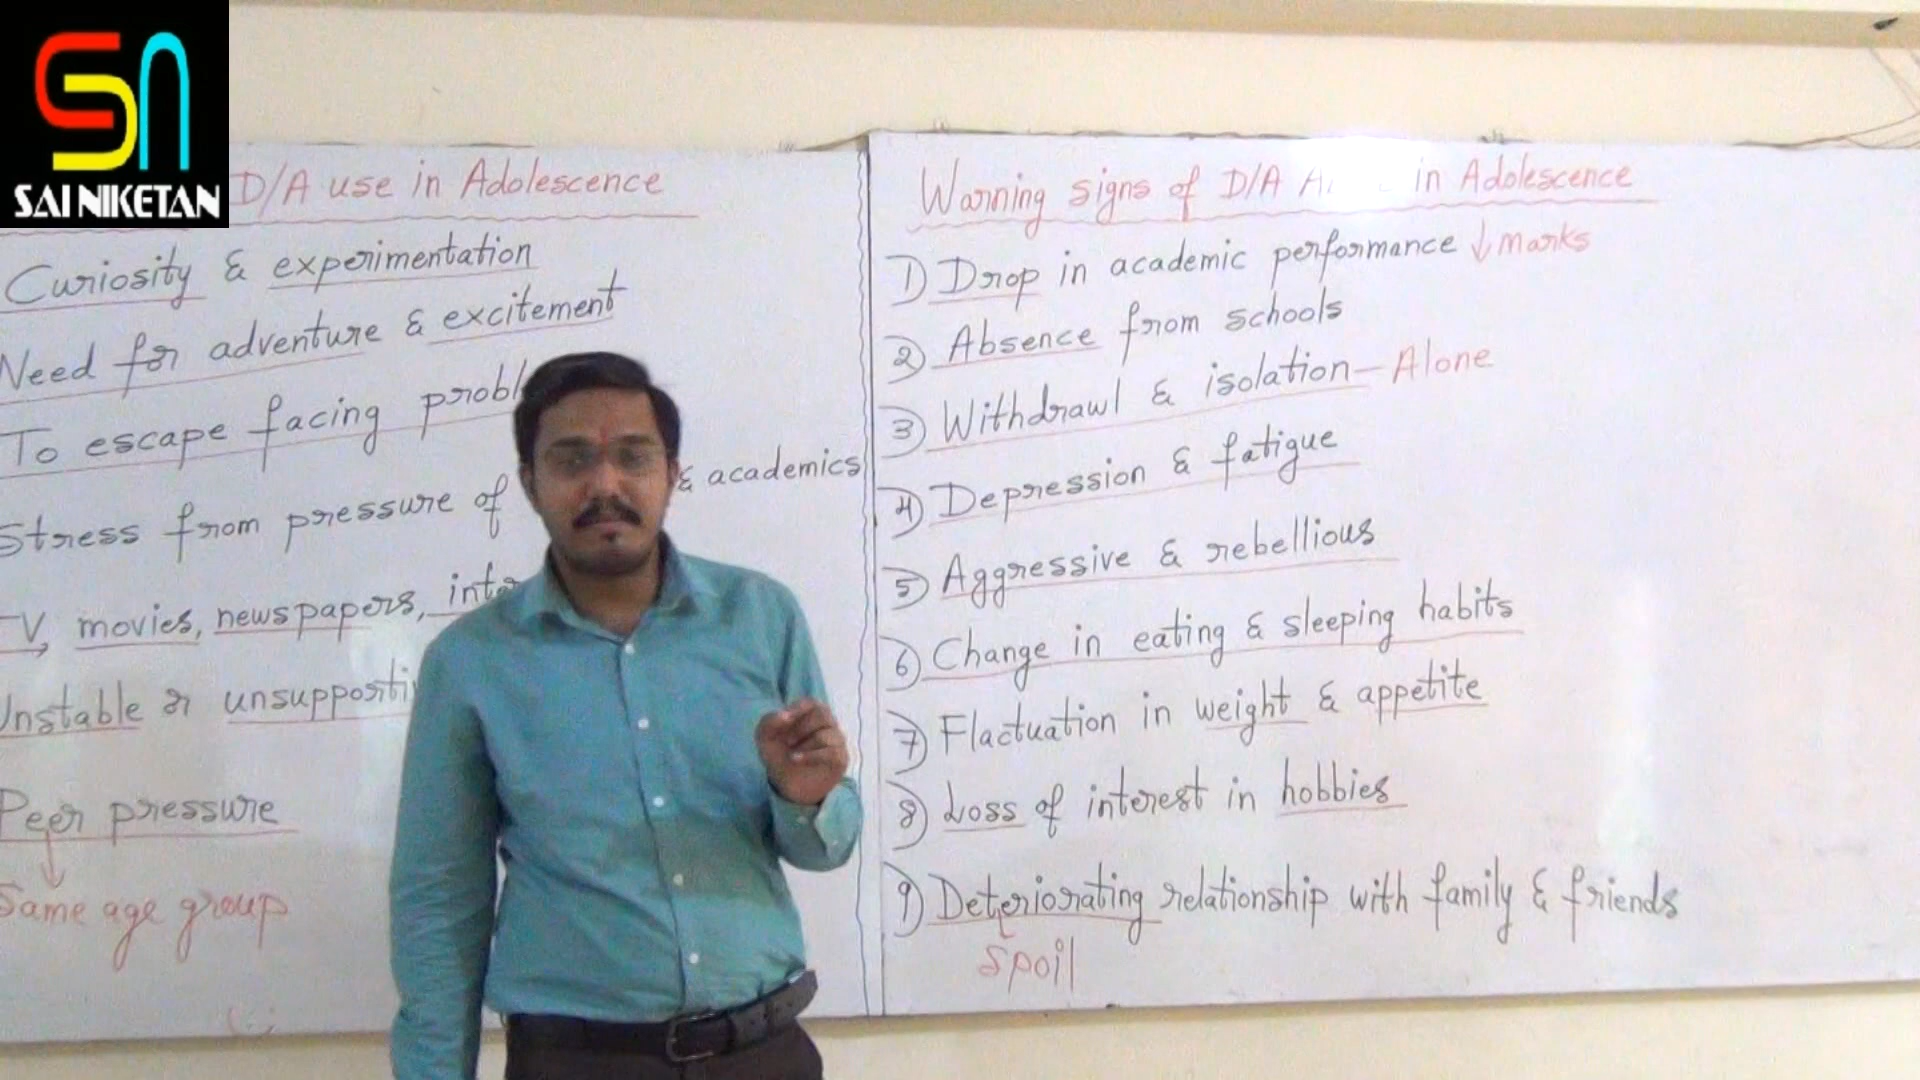 SAI NIKETAN
D/A use in Adolescence
Curiosity & experimentation
Need for adventure & excitement
To escape facing
Stress from pressure of & academics
TV, movies, newspapers,
Unstable or
Peer pressure
Same age group
Warning signs of D/A in Adolescence
1) Drop in academic performance ↓ marks
2) Absence from schools
3) Withdrawl & isolation - Alone
4) Depression & fatigue
5) Aggressive & rebellious
6) Change in eating & sleeping habits
7) Flactuation in weight & appetite
8) Loss of interest in hobbies
9) Deteriorating relationship with family & friends
Spoil